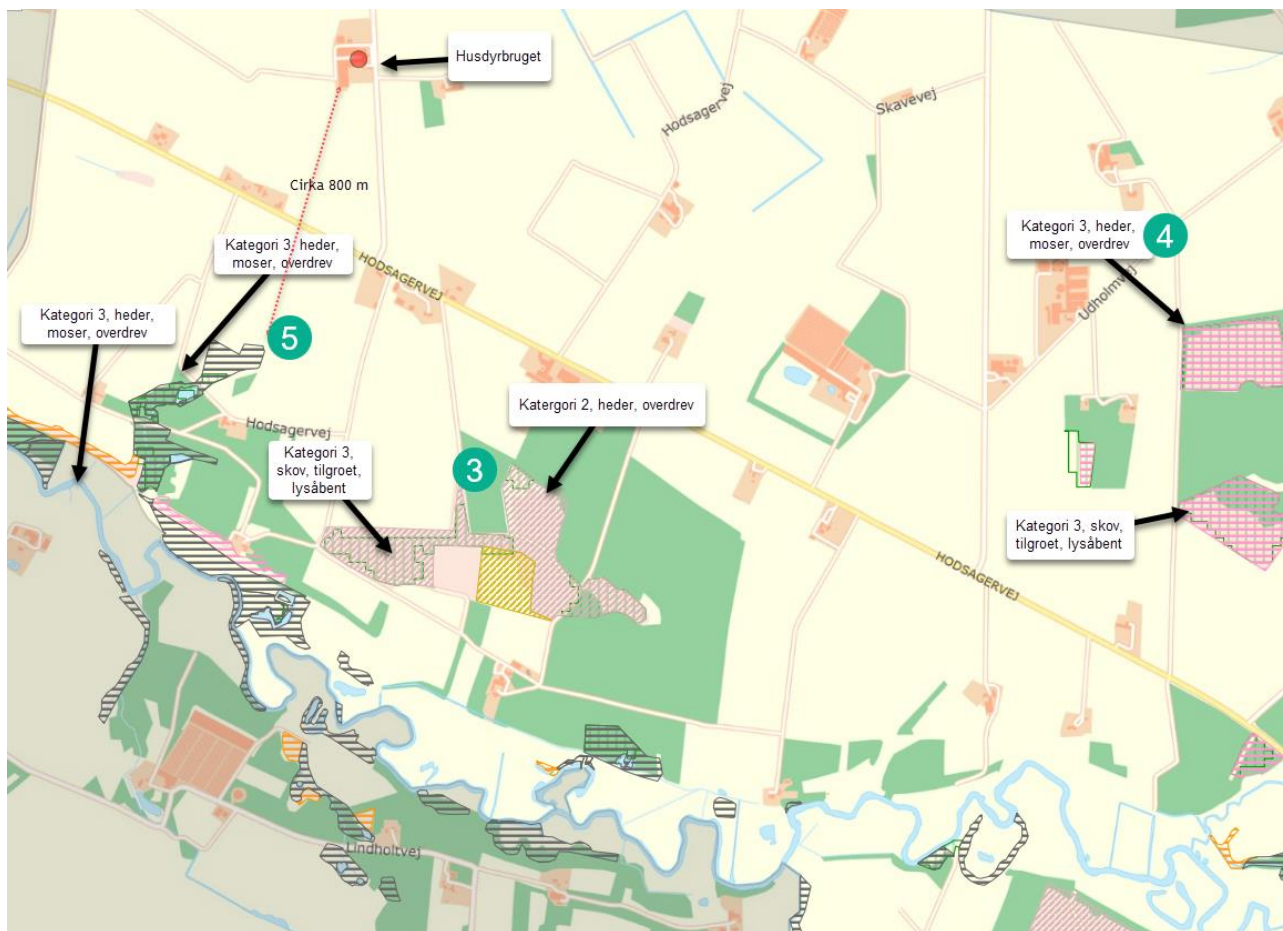 Husdyrbruget
Hodsagervej
Skavevej
Cirka 800 m
Kategori 3, heder,
moser, overdrev
4
Kategori 3, heder,
moser, overdrev
HODSAGERVEJ
Udholmvej
Kategori 3, heder,
moser, overdrev
5
Katergori 2, heder, overdrev
Hodsagervej
Kategori 3,
skov, tilgroet,
lysåbent
3
Kategori 3, skov,
tilgroet, lysåbent
HODSAGERVEJ
Lindholtvej